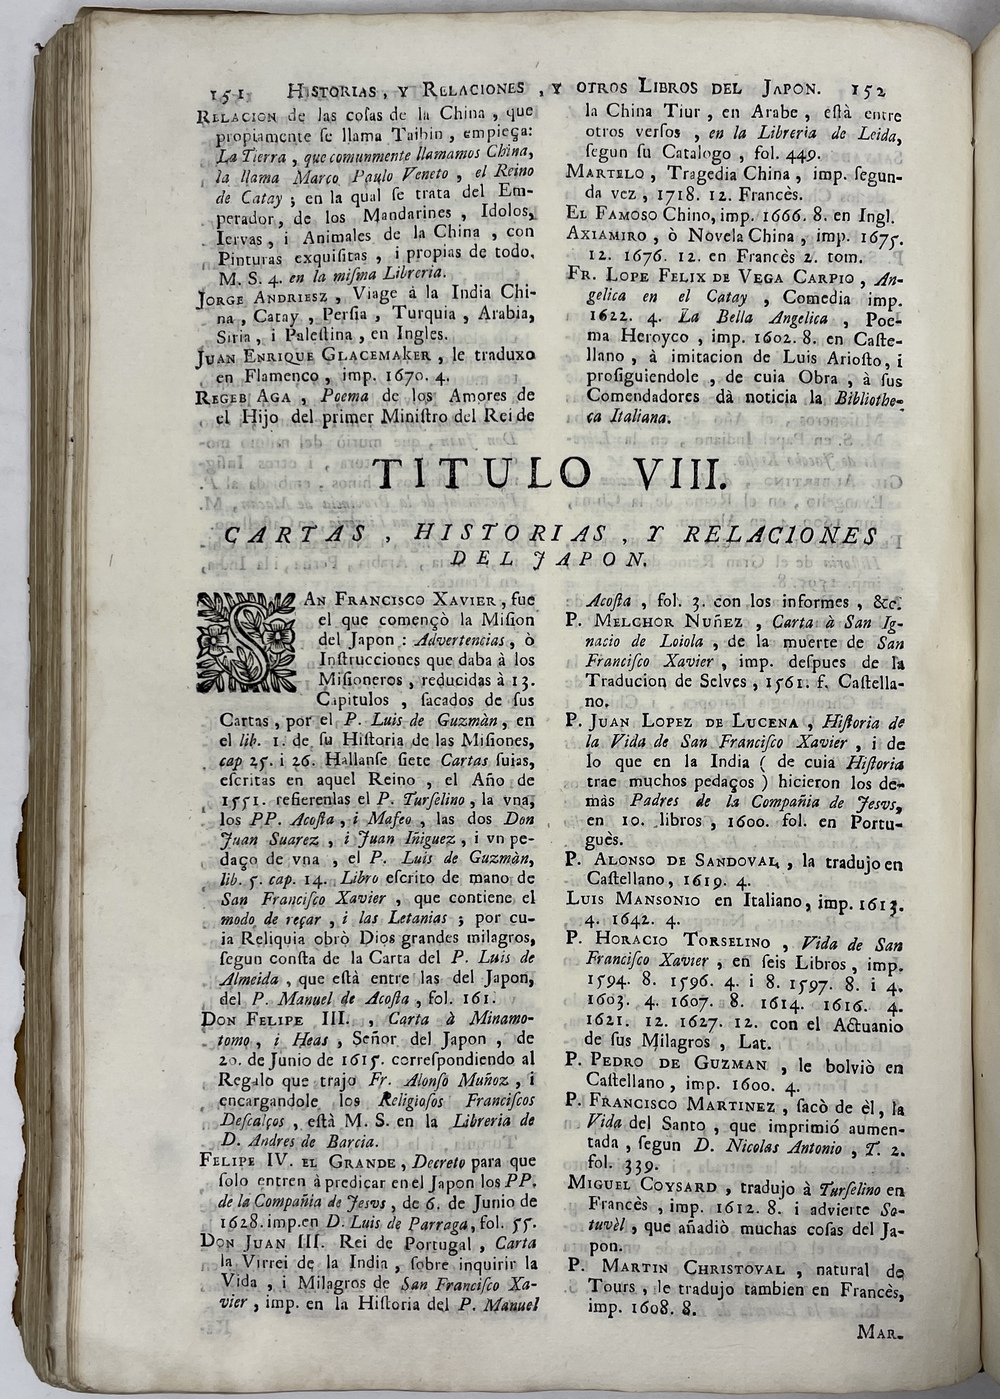 151 HISTORIAS, Y RELACIONES, Y OTROS LIBROS DEL JAPON. 152
RELACION de las cosas de la China, que
propiamente ſe llama Taibin, empieça:
La Tierra, que comunmente llamamos China,
la llama Marco Paulo Veneto, el Reino
de Catay; en la qual ſe trata del Em-
perador, de los Mandarines, Idolos,
Iervas, i Animales de la China, con
Pinturas exquiſitas, i propias de todo.
M. S. 4. en la miſma Libreria.
JORGE ANDRIESZ, Viage à la India Chi-
na, Catay, Perſia, Turquia, Arabia,
Siria, i Paleſtina, en Ingles.
JUAN ENRIQUE GLACEMAKER, le traduxo
en Flamenco, imp. 1670. 4.
REGEB AGA, Poema de los Amores de
el Hijo del primer Miniſtro del Rei de
la China Tiur, en Arabe, eſtà entre
otros verſos, en la Libreria de Leida,
ſegun ſu Catalogo, fol. 449.
MARTELO, Tragedia China, imp. ſegun-
da vez, 1718. 12. Francès.
EL FAMOSO Chino, imp. 1666. 8. en Ingl.
AXIAMIRO, ò Novela China, imp. 1675.
12. 1676. 12. en Francès 2. tom.
FR. LOPE FELIX DE VEGA CARPIO, An-
gelica en el Catay, Comedia imp.
1622. 4. La Bella Angelica, Poe-
ma Heroyco, imp. 1602. 8. en Caſte-
llano, à imitacion de Luis Arioſto, i
proſiguiendole, de cuia Obra, à ſus
Comendadores dà noticia la Bibliothe-
ca Italiana.
TITULO VIII.
CARTAS, HISTORIAS, Y RELACIONES
DEL JAPON.
SAN FRANCISCO XAVIER, fue
el que començò la Miſion
del Japon: Advertencias, ò
Inſtrucciones que daba à los
Miſioneros, reducidas à 13.
Capitulos, ſacados de ſus
Cartas, por el P. Luis de Guzmàn, en
el lib. 1. de ſu Hiſtoria de las Miſiones,
cap 25. i 26. Hallanſe ſiete Cartas ſuias,
eſcritas en aquel Reino, el Año de
1551. refierenlas el P. Turſelino, la vna,
los PP. Acoſta, i Mafeo, las dos Don
Juan Suarez, i Juan Iñiguez, i vn pe-
daço de vna, el P. Luis de Guzmàn,
lib. 5. cap. 14. Libro eſcrito de mano de
San Franciſco Xavier, que contiene el
modo de reçar, i las Letanias; por cu-
ia Reliquia obrò Dios grandes milagros,
ſegun conſta de la Carta del P. Luis de
Almeida, que eſtà entre las del Japon,
del P. Manuel de Acoſta, fol. 161.
DON FELIPE III., Carta à Minamo-
tomo, i Heas, Señor del Japon, de
20. de Junio de 1615. correſpondiendo al
Regalo que trajo Fr. Alonſo Muñoz, i
encargandole los Religioſos Franciſcos
Deſcalços, eſtà M. S. en la Libreria de
D. Andres de Barcia.
FELIPE IV. EL GRANDE, Decreto para que
ſolo entren à predicar en el Japon los PP.
de la Compañia de Jesvs, de 6. de Junio de
1628. imp. en D. Luis de Parraga, fol. 55.
DON JUAN III. Rei de Portugal, Carta
la Virrei de la India, ſobre inquirir la
Vida, i Milagros de San Franciſco Xa-
vier, imp. en la Hiſtoria del P. Manuel
Acoſta, fol. 3. con los informes, &c.
P. MELCHOR NUÑEZ, Carta à San Ig-
nacio de Loiola, de la muerte de San
Franciſco Xavier, imp. deſpues de la
Traducion de Selves, 1561. f. Caſtella-
no.
P. JUAN LOPEZ DE LUCENA, Hiſtoria de
la Vida de San Franciſco Xavier, i de
lo que en la India (de cuia Hiſtoria
trae muchos pedaços) hicieron los de-
màs Padres de la Compañia de Jesvs,
en 10. libros, 1600. fol. en Portu-
guès.
P. ALONSO DE SANDOVAL, la tradujo en
Caſtellano, 1619. 4.
LUIS MANSONIO en Italiano, imp. 1613.
4. 1642. 4.
P. HORACIO TORSELINO, Vida de San
Franciſco Xavier, en ſeis Libros, imp.
1594. 8. 1596. 4. i 8. 1597. 8. i 4.
1603. 4. 1607. 8. 1614. 1616. 4.
1621. 12. 1627. 12. con el Actuario
de ſus Milagros, Lat.
P. PEDRO DE GUZMAN, le bolviò en
Caſtellano, imp. 1600. 4.
P. FRANCISCO MARTINEZ, ſacò de èl, la
Vida del Santo, que imprimiò aumen-
tada, ſegun D. Nicolas Antonio, T. 2.
fol. 339.
MIGUEL COYSARD, tradujo à Turſelino en
Francès, imp. 1612. 8. i advierte So-
tuvèl, que añadiò muchas coſas del Ja-
pon.
P. MARTIN CHRISTOVAL, natural de
Tours, le tradujo tambien en Francès,
imp. 1608. 8.
MAR-